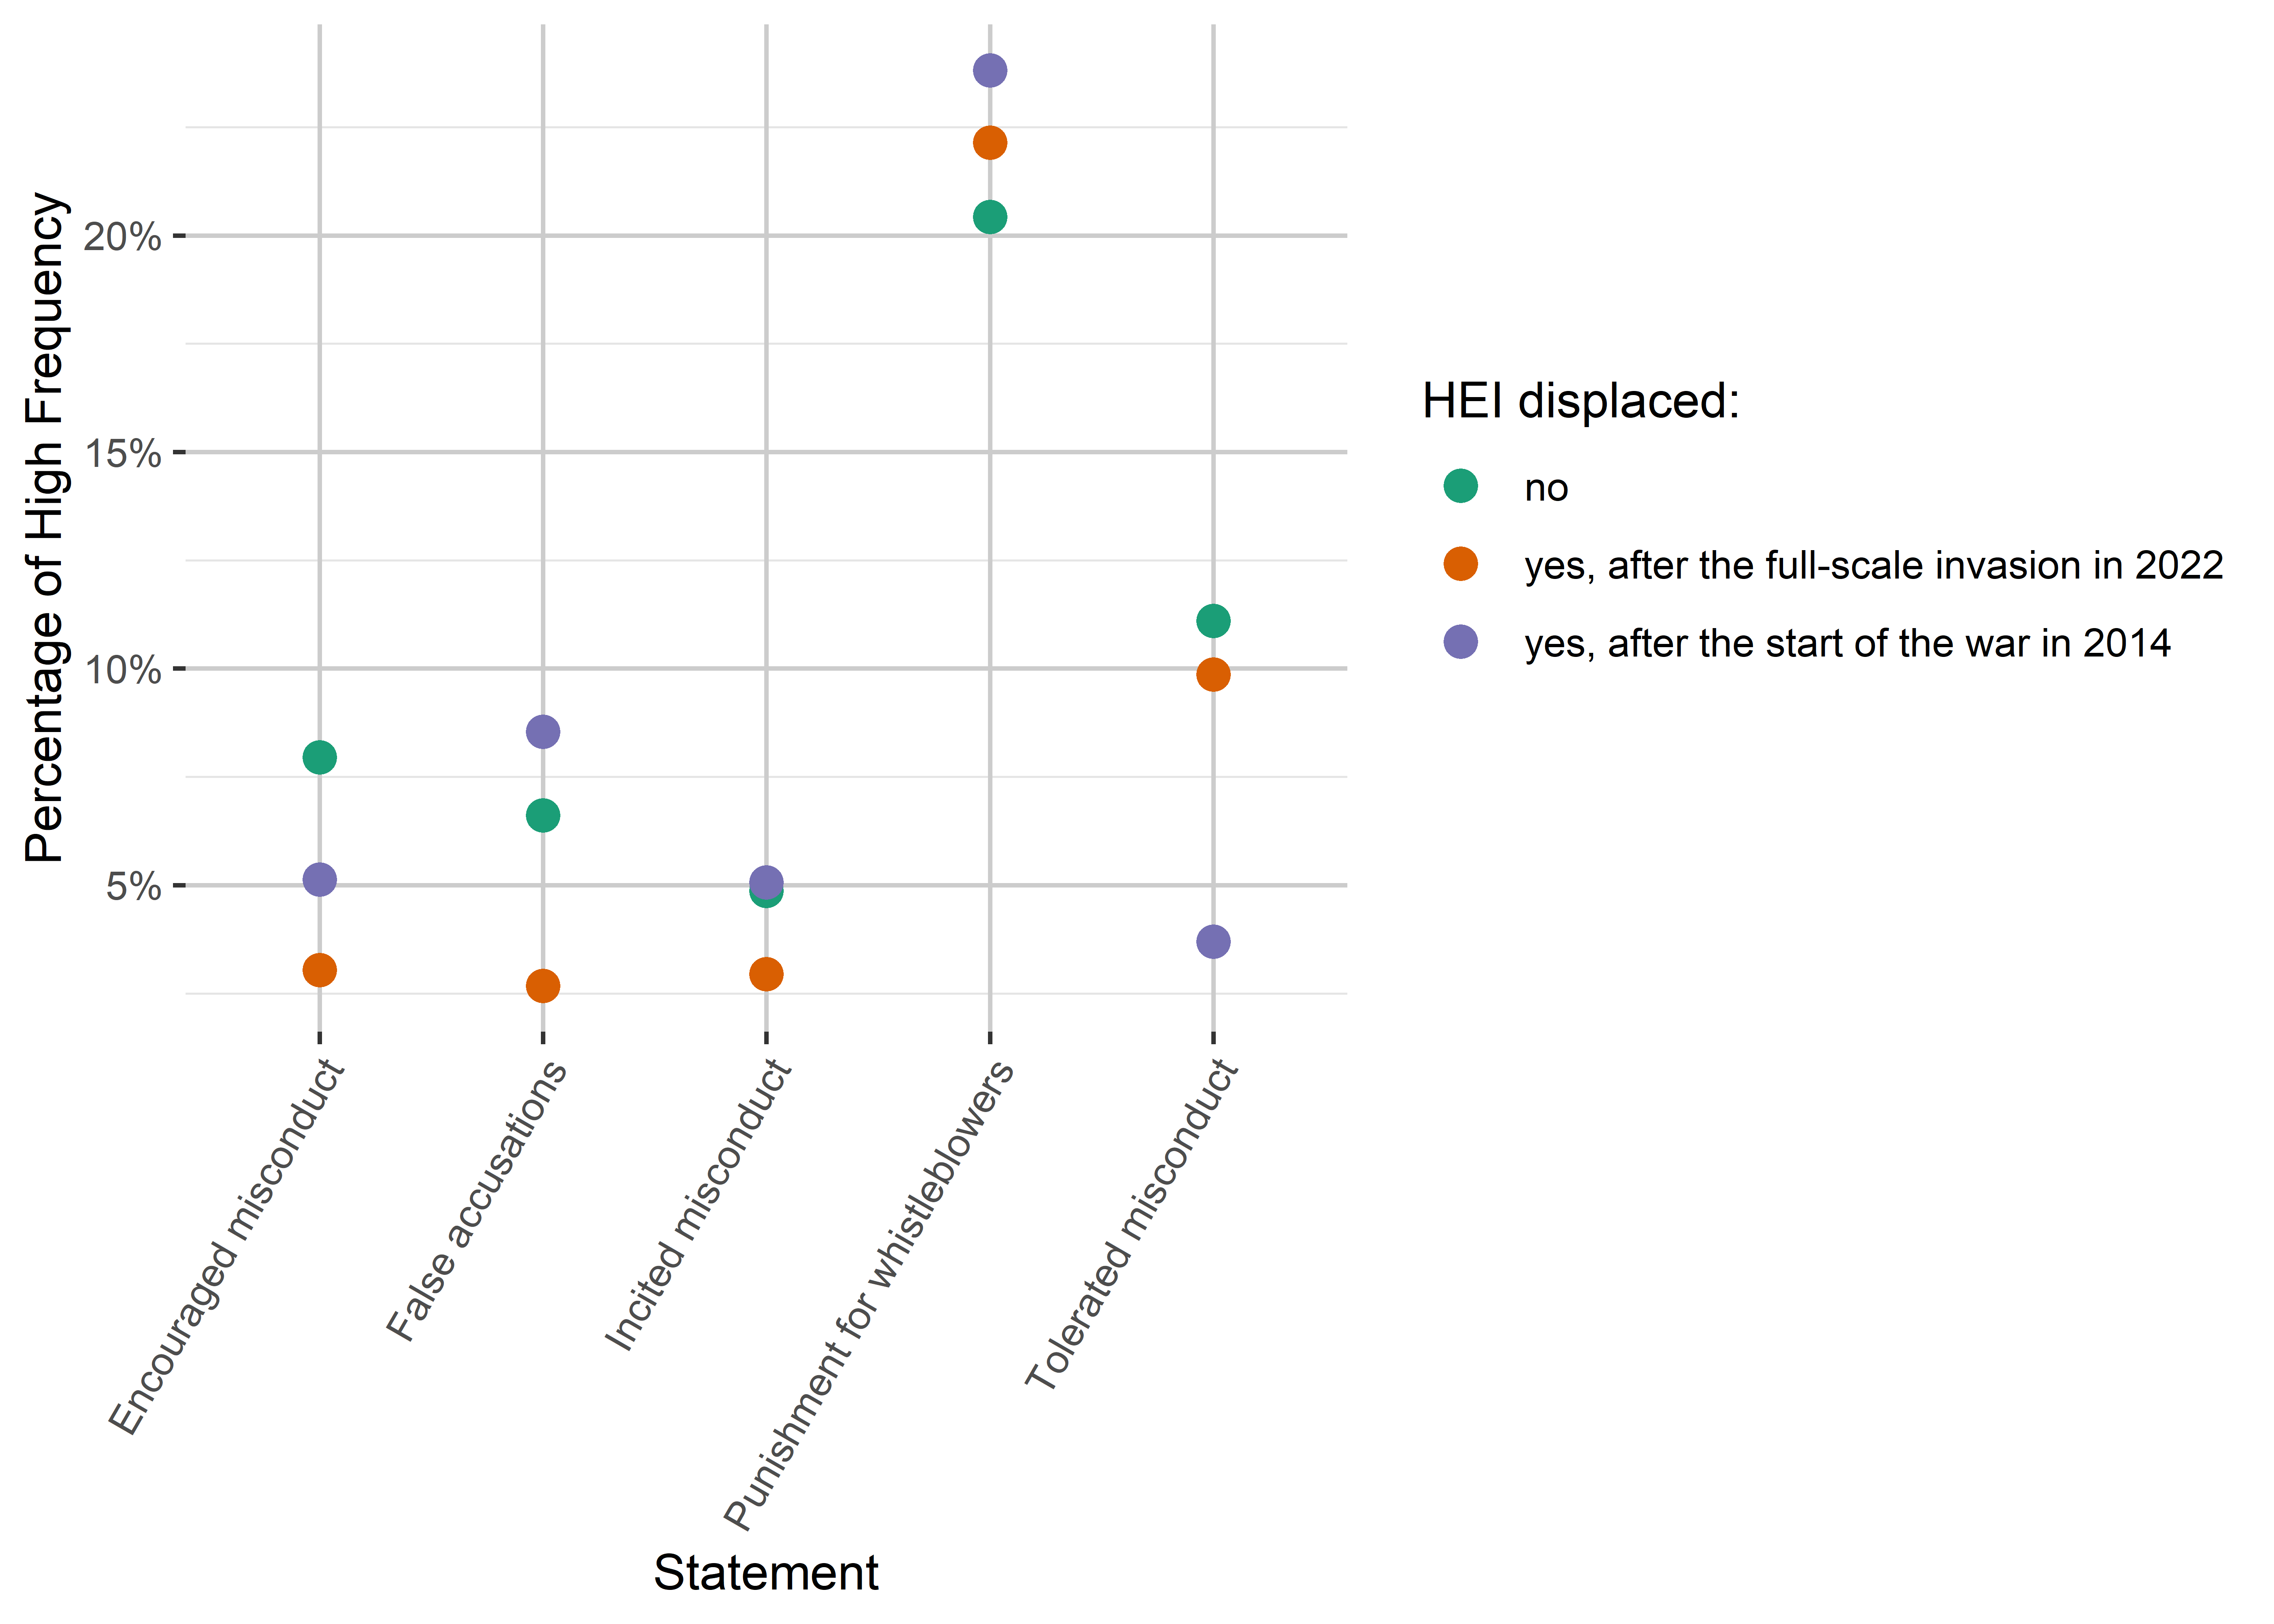 Percentage of High Frequency
20%
15%
10%
5%
Encouraged misconduct
False accusations
Incited misconduct
Punishment for whistleblowers
Tolerated misconduct
Statement
HEI displaced:
no
yes, after the full-scale invasion in 2022
yes, after the start of the war in 2014